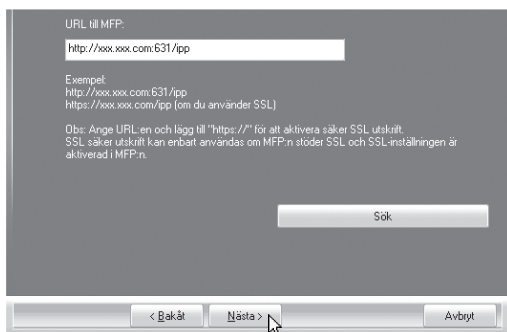 URL till MFP:
http://xxx.xxx.com:631/ipp
Exempel:
http://xxx.xxx.com:631/ipp
https://xxx.xxx.com/ipp (om du använder SSL)
Obs: Ange URL:en och lägg till "https://" för att aktivera säker SSL utskrift.
SSL säker utskrift kan enbart användas om MFP:n stöder SSL och SSL-inställningen är
aktiverad i MFP:n.
Sök
< Bakåt
Nästa >
Avbryt